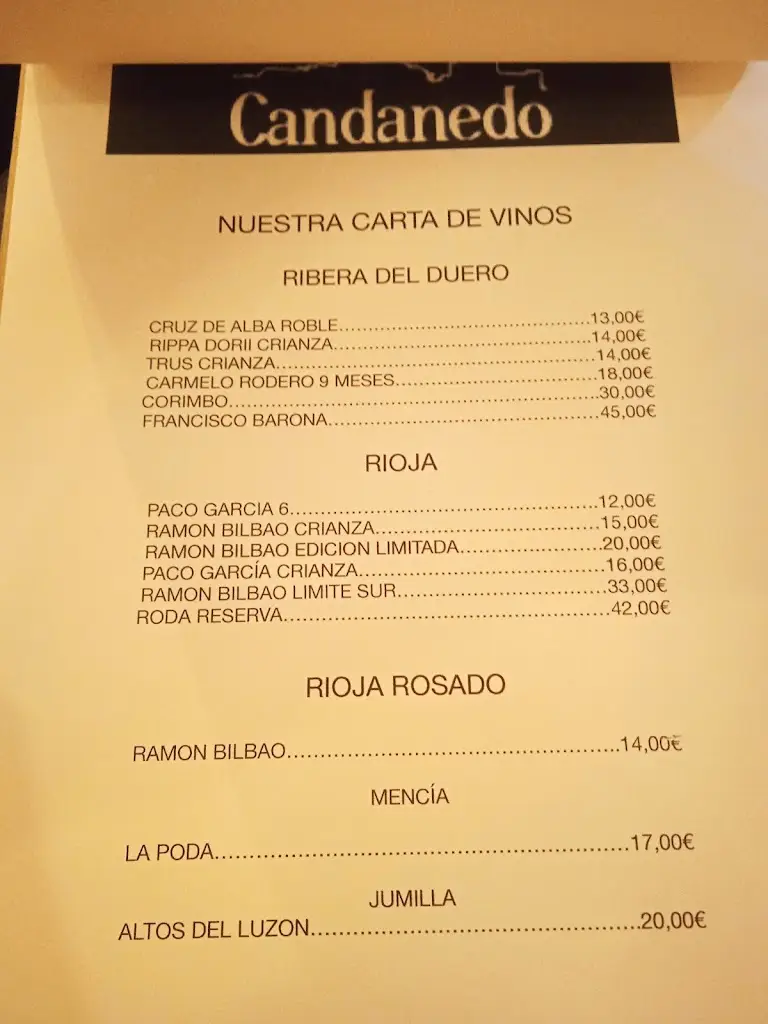 Candanedo
NUESTRA CARTA DE VINOS
RIBERA DEL DUERO
CRUZ DE ALBA ROBLE.............................................13,00€
RIPPA DORII CRIANZA.............................................14,00€
TRUS CRIANZA.............................................14,00€
CARMELO RODERO 9 MESES.............................................18,00€
CORIMBO.............................................30,00€
FRANCISCO BARONA.............................................45,00€
RIOJA
PACO GARCIA 6.............................................12,00€
RAMON BILBAO CRIANZA.............................................15,00€
RAMON BILBAO EDICION LIMITADA.............................................20,00€
PACO GARCÍA CRIANZA.............................................16,00€
RAMON BILBAO LIMITE SUR.............................................33,00€
RODA RESERVA.............................................42,00€
RIOJA ROSADO
RAMON BILBAO.............................................14,00€
MENCÍA
LA PODA.............................................17,00€
JUMILLA
ALTOS DEL LUZON.............................................20,00€